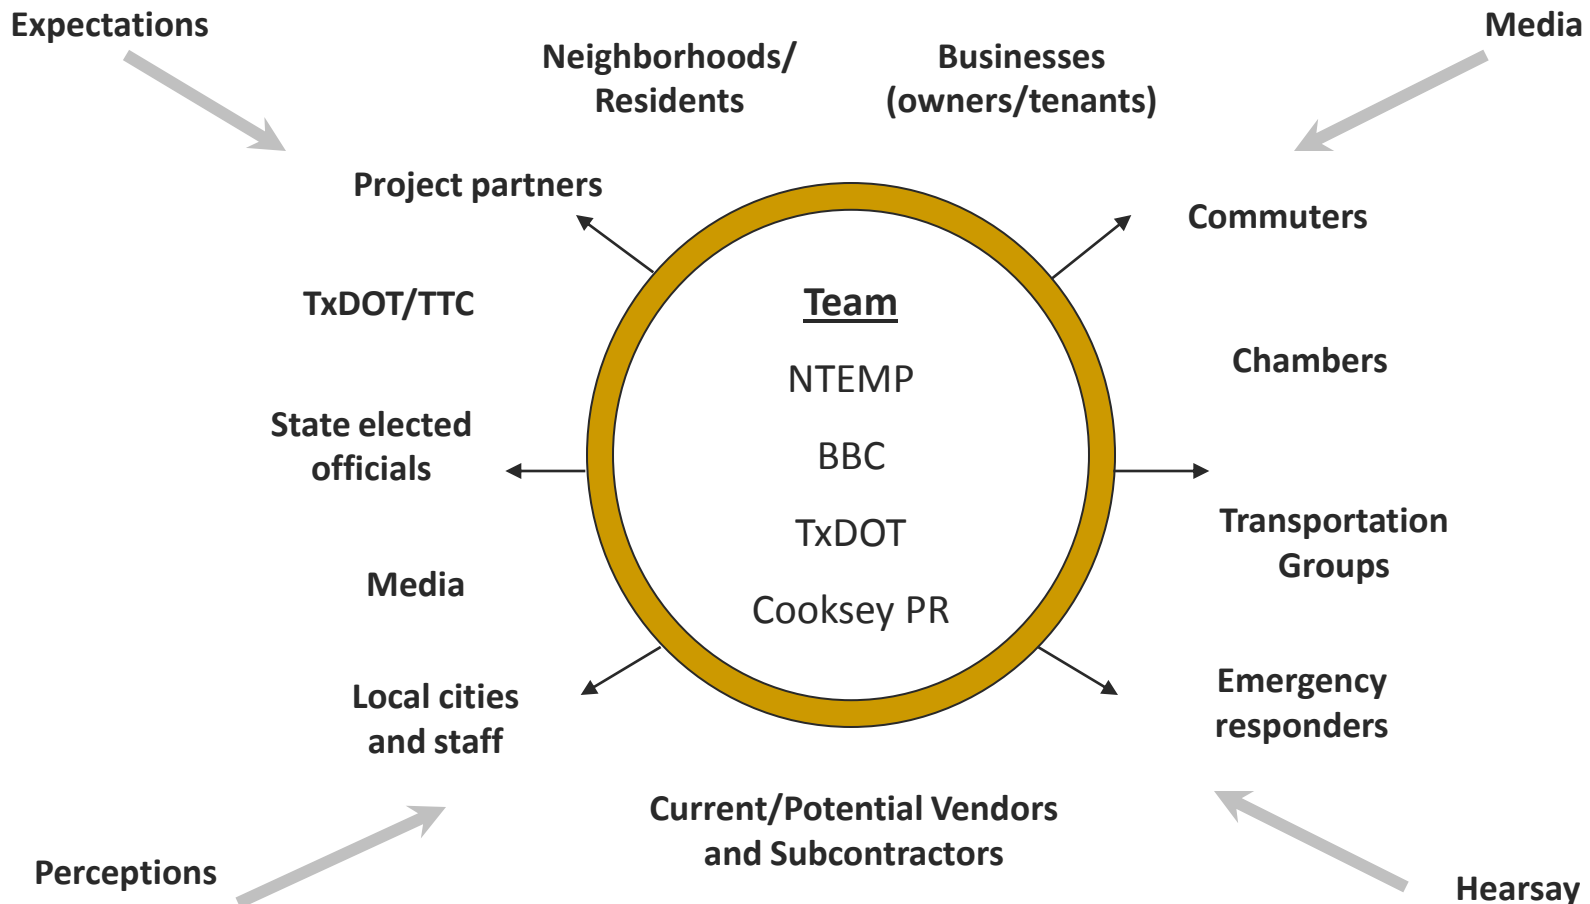 Expectations
Media
Neighborhoods/
Residents
Businesses
(owners/tenants)
Project partners
Commuters
TxDOT/TTC
Team
Chambers
NTEMP
State elected
officials
BBC
Transportation
Groups
TxDOT
Media
Cooksey PR
Local cities
and staff
Emergency
responders
Current/Potential Vendors
and Subcontractors
Perceptions
Hearsay